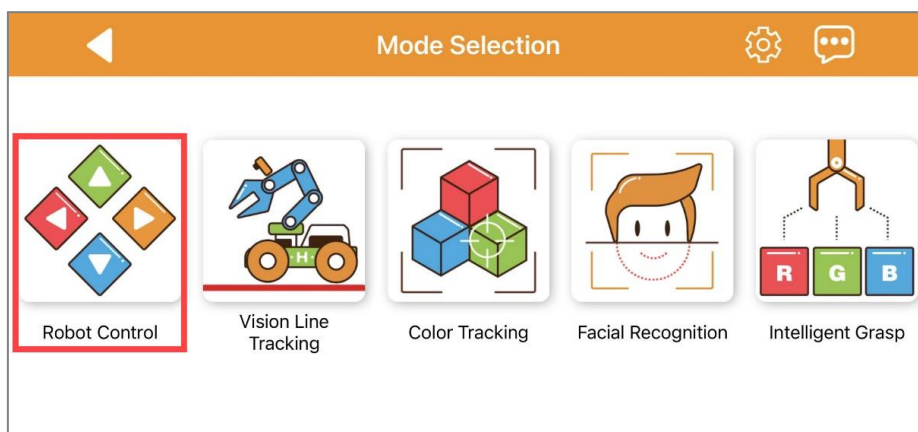 Mode Selection
H
R G B
Robot Control
Vision Line
Tracking
Color Tracking
Facial Recognition
Intelligent Grasp